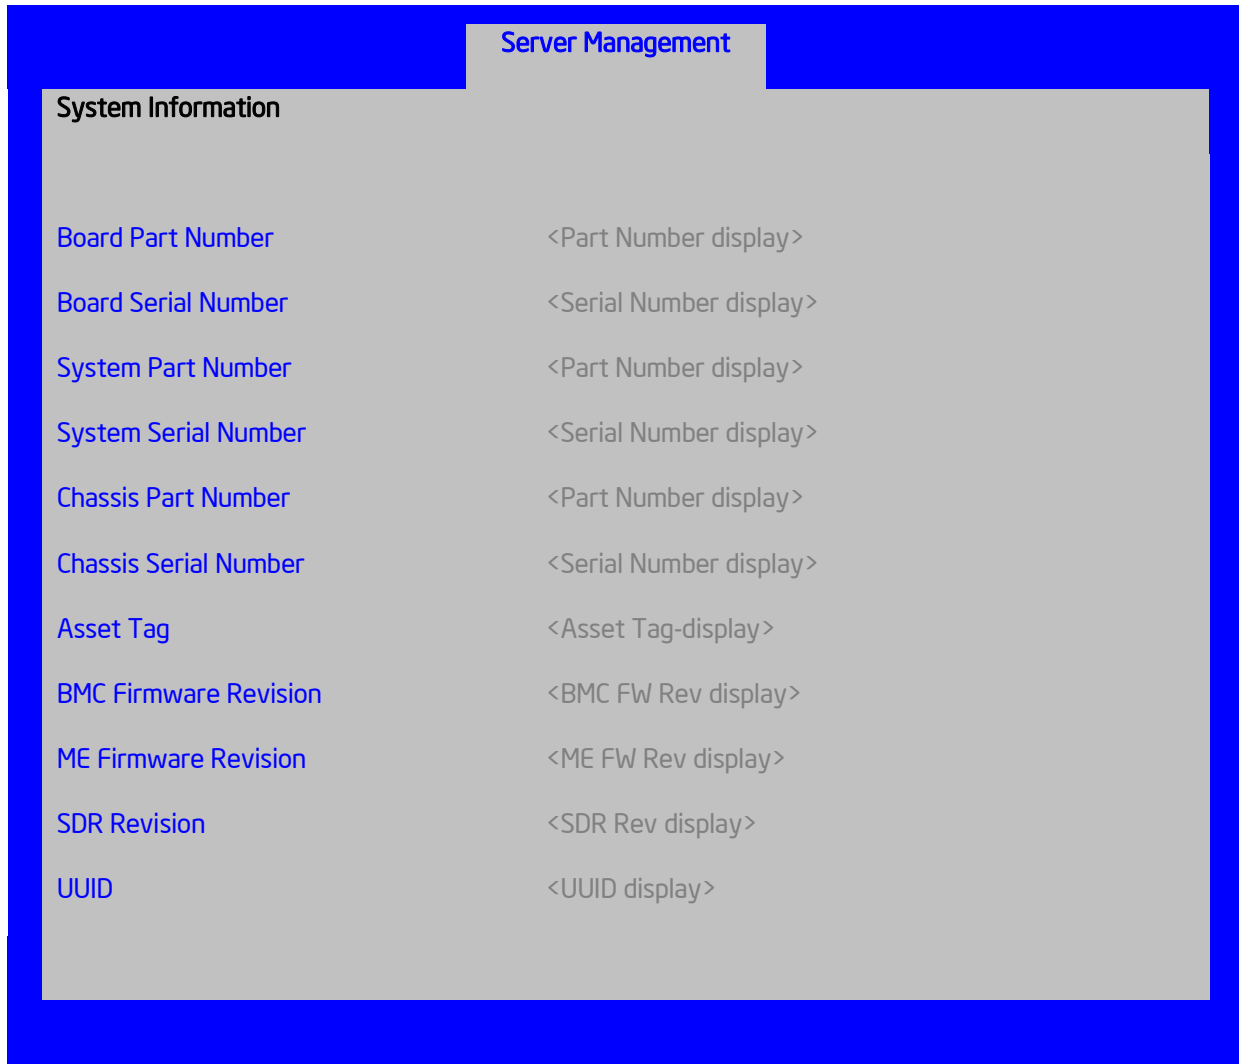 Server Management
System Information
Board Part Number <Part Number display>
Board Serial Number <Serial Number display>
System Part Number <Part Number display>
System Serial Number <Serial Number display>
Chassis Part Number <Part Number display>
Chassis Serial Number <Serial Number display>
Asset Tag <Asset Tag-display>
BMC Firmware Revision <BMC FW Rev display>
ME Firmware Revision <ME FW Rev display>
SDR Revision <SDR Rev display>
UUID <UUID display>